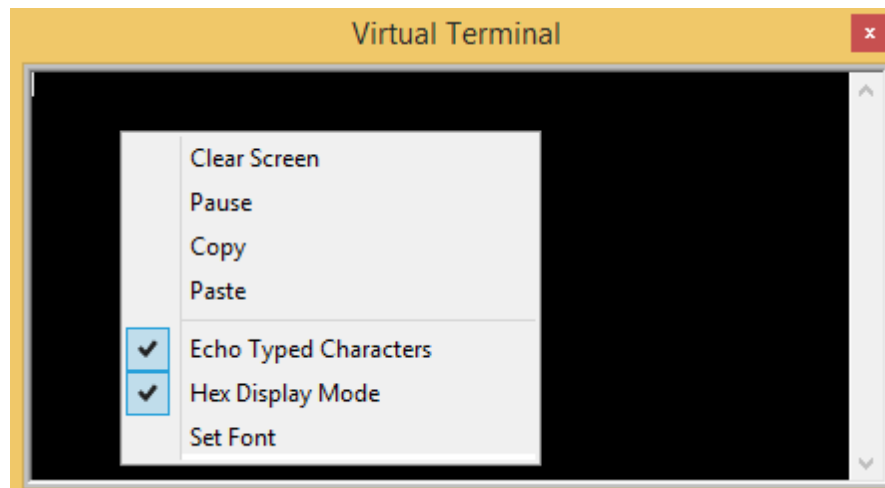 Virtual Terminal
x
Clear Screen
Pause
Copy
Paste
Echo Typed Characters
Hex Display Mode
Set Font